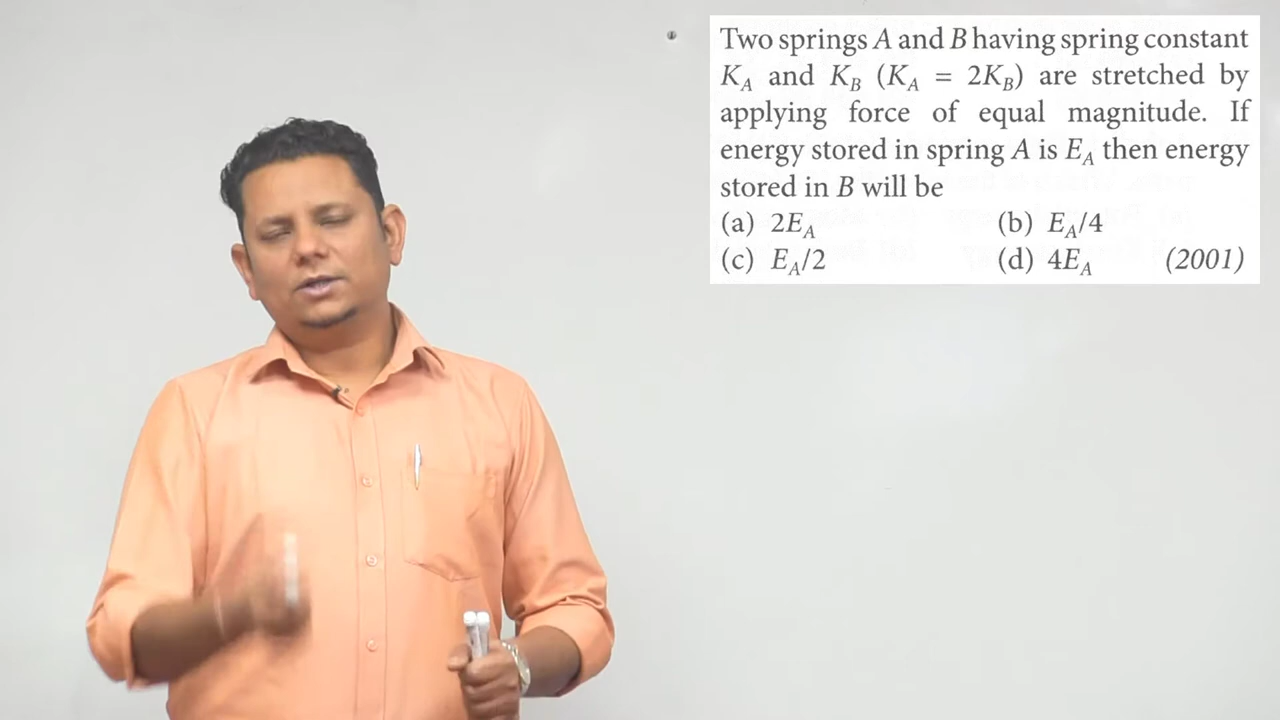 Two springs A and B having spring constant
K_A and K_B (K_A = 2K_B) are stretched by
applying force of equal magnitude. If
energy stored in spring A is E_A then energy
stored in B will be
(a) 2E_A (b) E_A/4
(c) E_A/2 (d) 4E_A (2001)